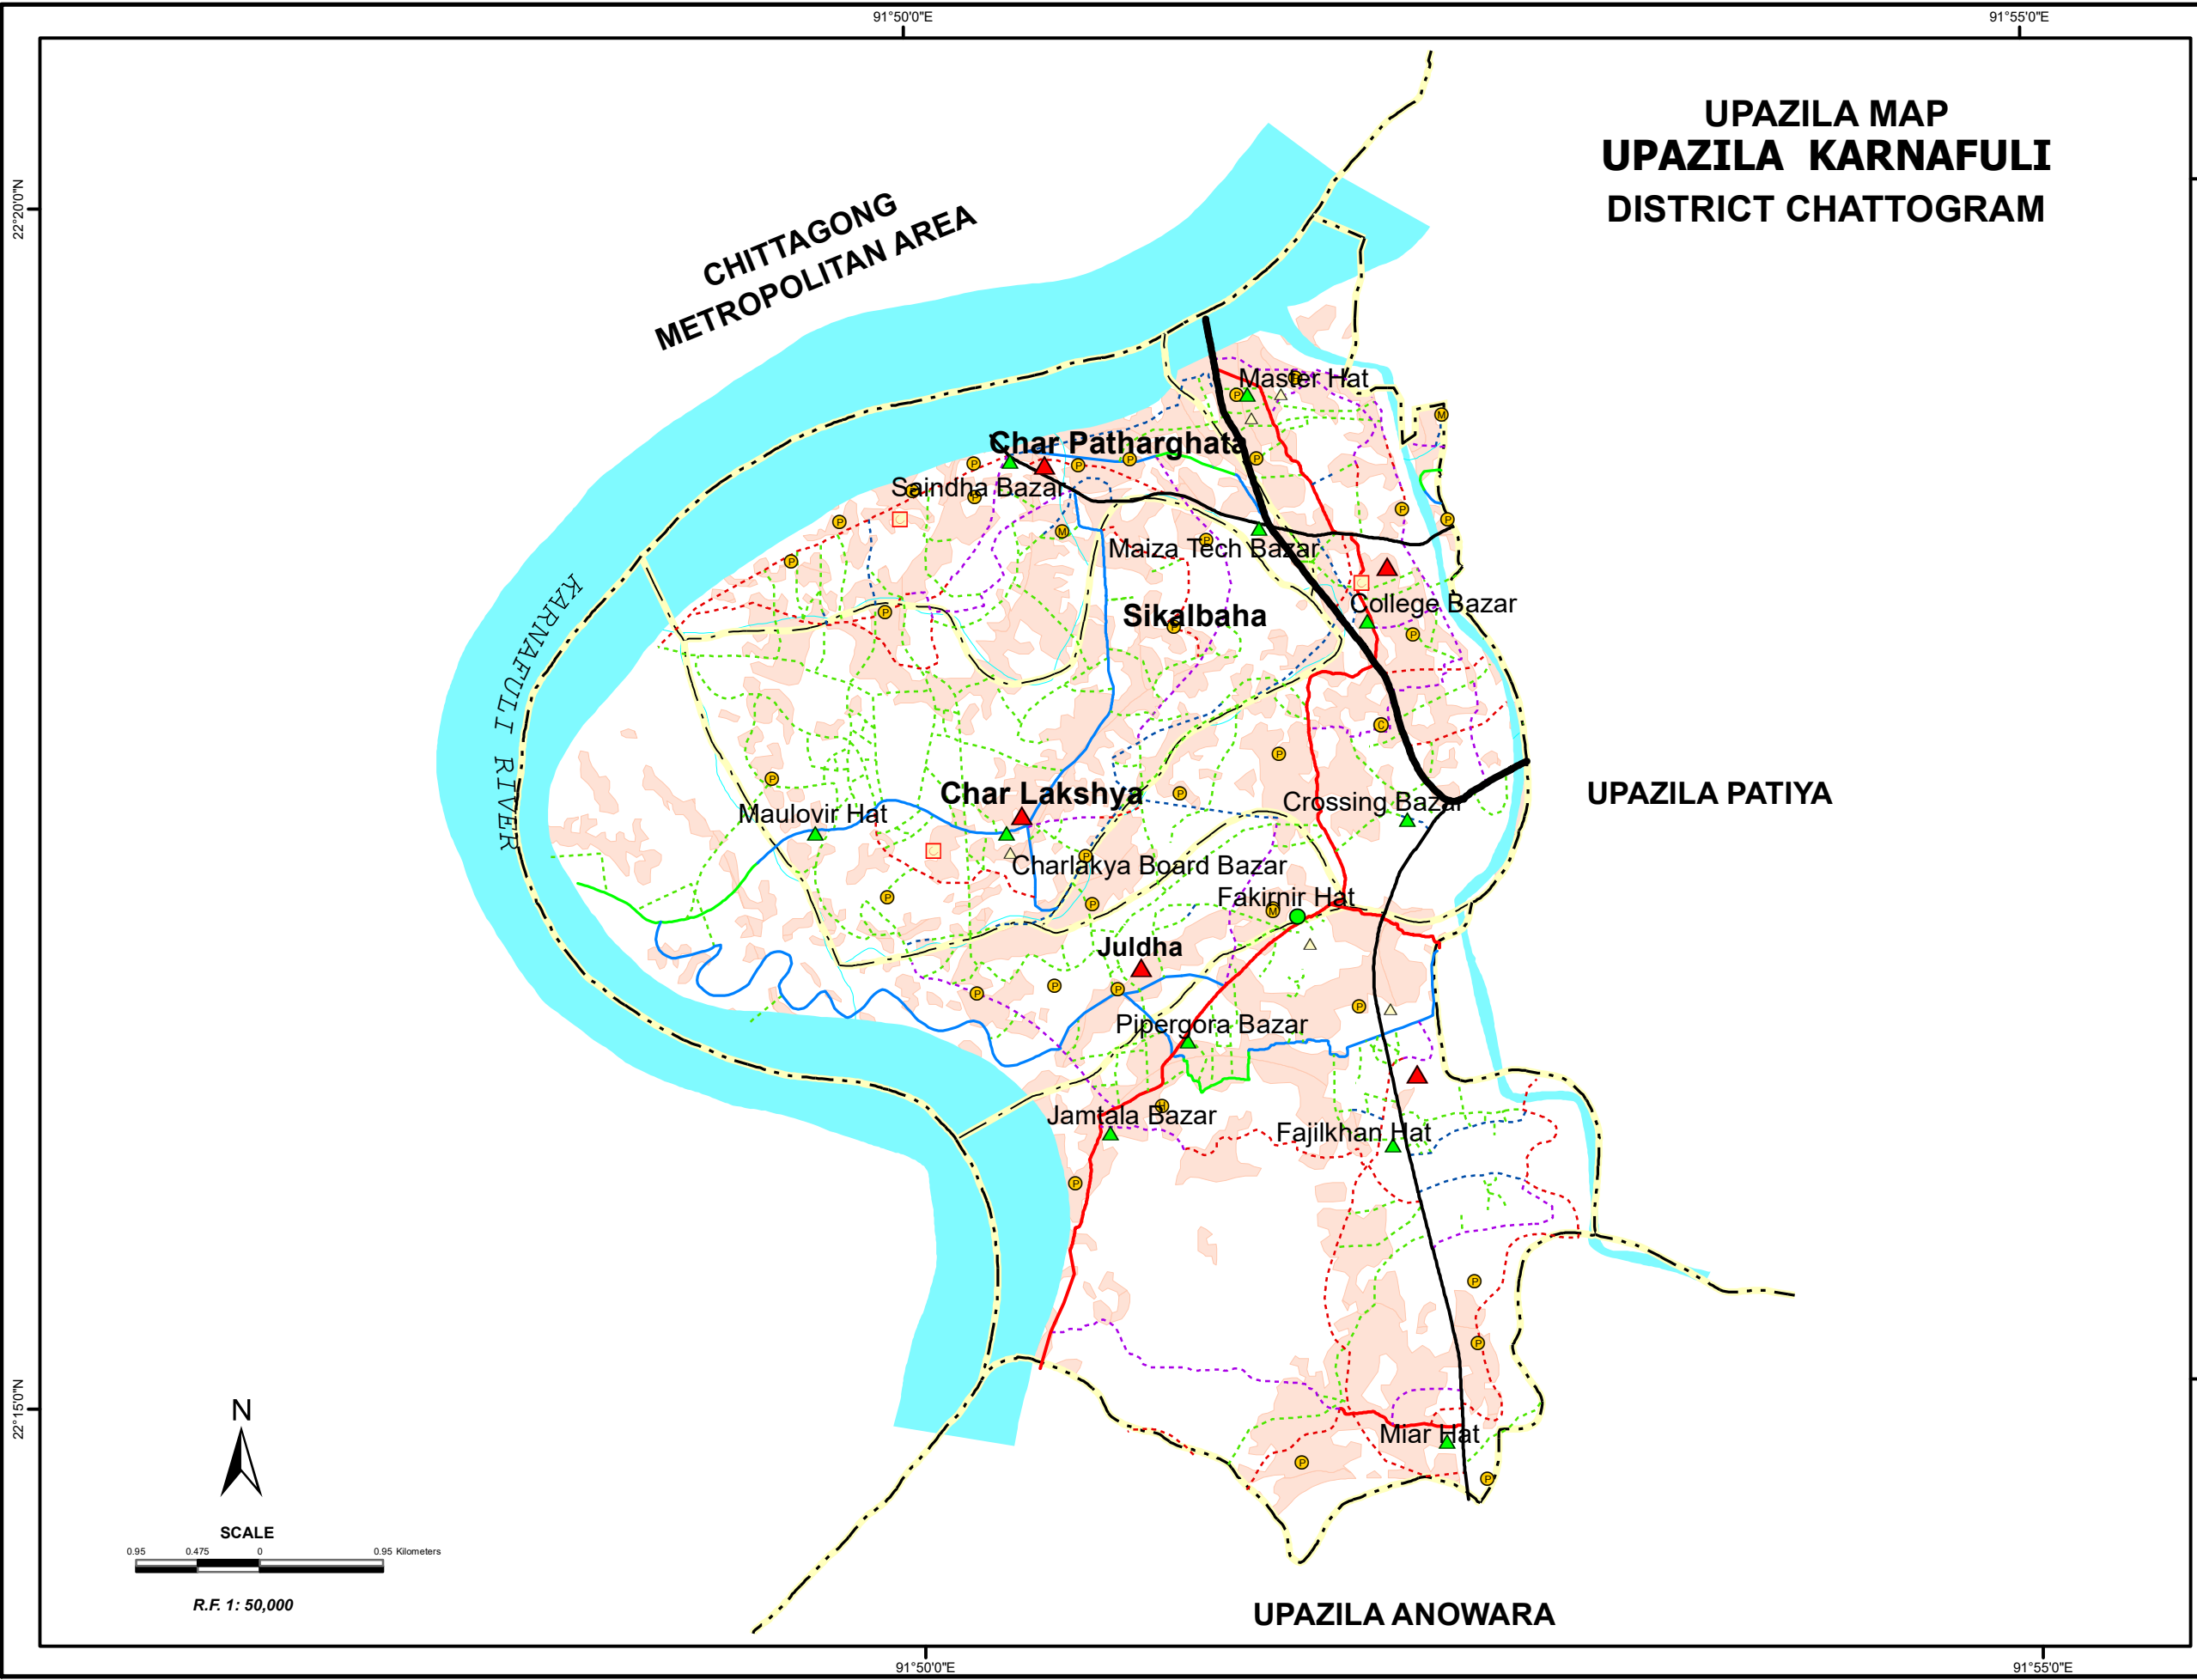 91°50'0"E
91°55'0"E
UPAZILA MAP
UPAZILA KARNAFULI
DISTRICT CHATTOGRAM
22°20'0"N
CHITTAGONG
METROPOLITAN AREA
Master Hat
Char Patharghata
Saindha Bazar
Maiza Tech Bazar
College Bazar
Sikalbaha
KARNAFULI RIVER
UPAZILA PATIYA
Char Lakshya
Crossing Bazar
Maulovir Hat
Charlakya Board Bazar
Fakirnir Hat
Juldha
Pipergora Bazar
Jamtala Bazar
Fajilkhan Hat
22°15'0"N
N
Miar Hat
SCALE
0.95 0.475 0 0.95 Kilometers
R.F. 1: 50,000
UPAZILA ANOWARA
91°50'0"E
91°55'0"E